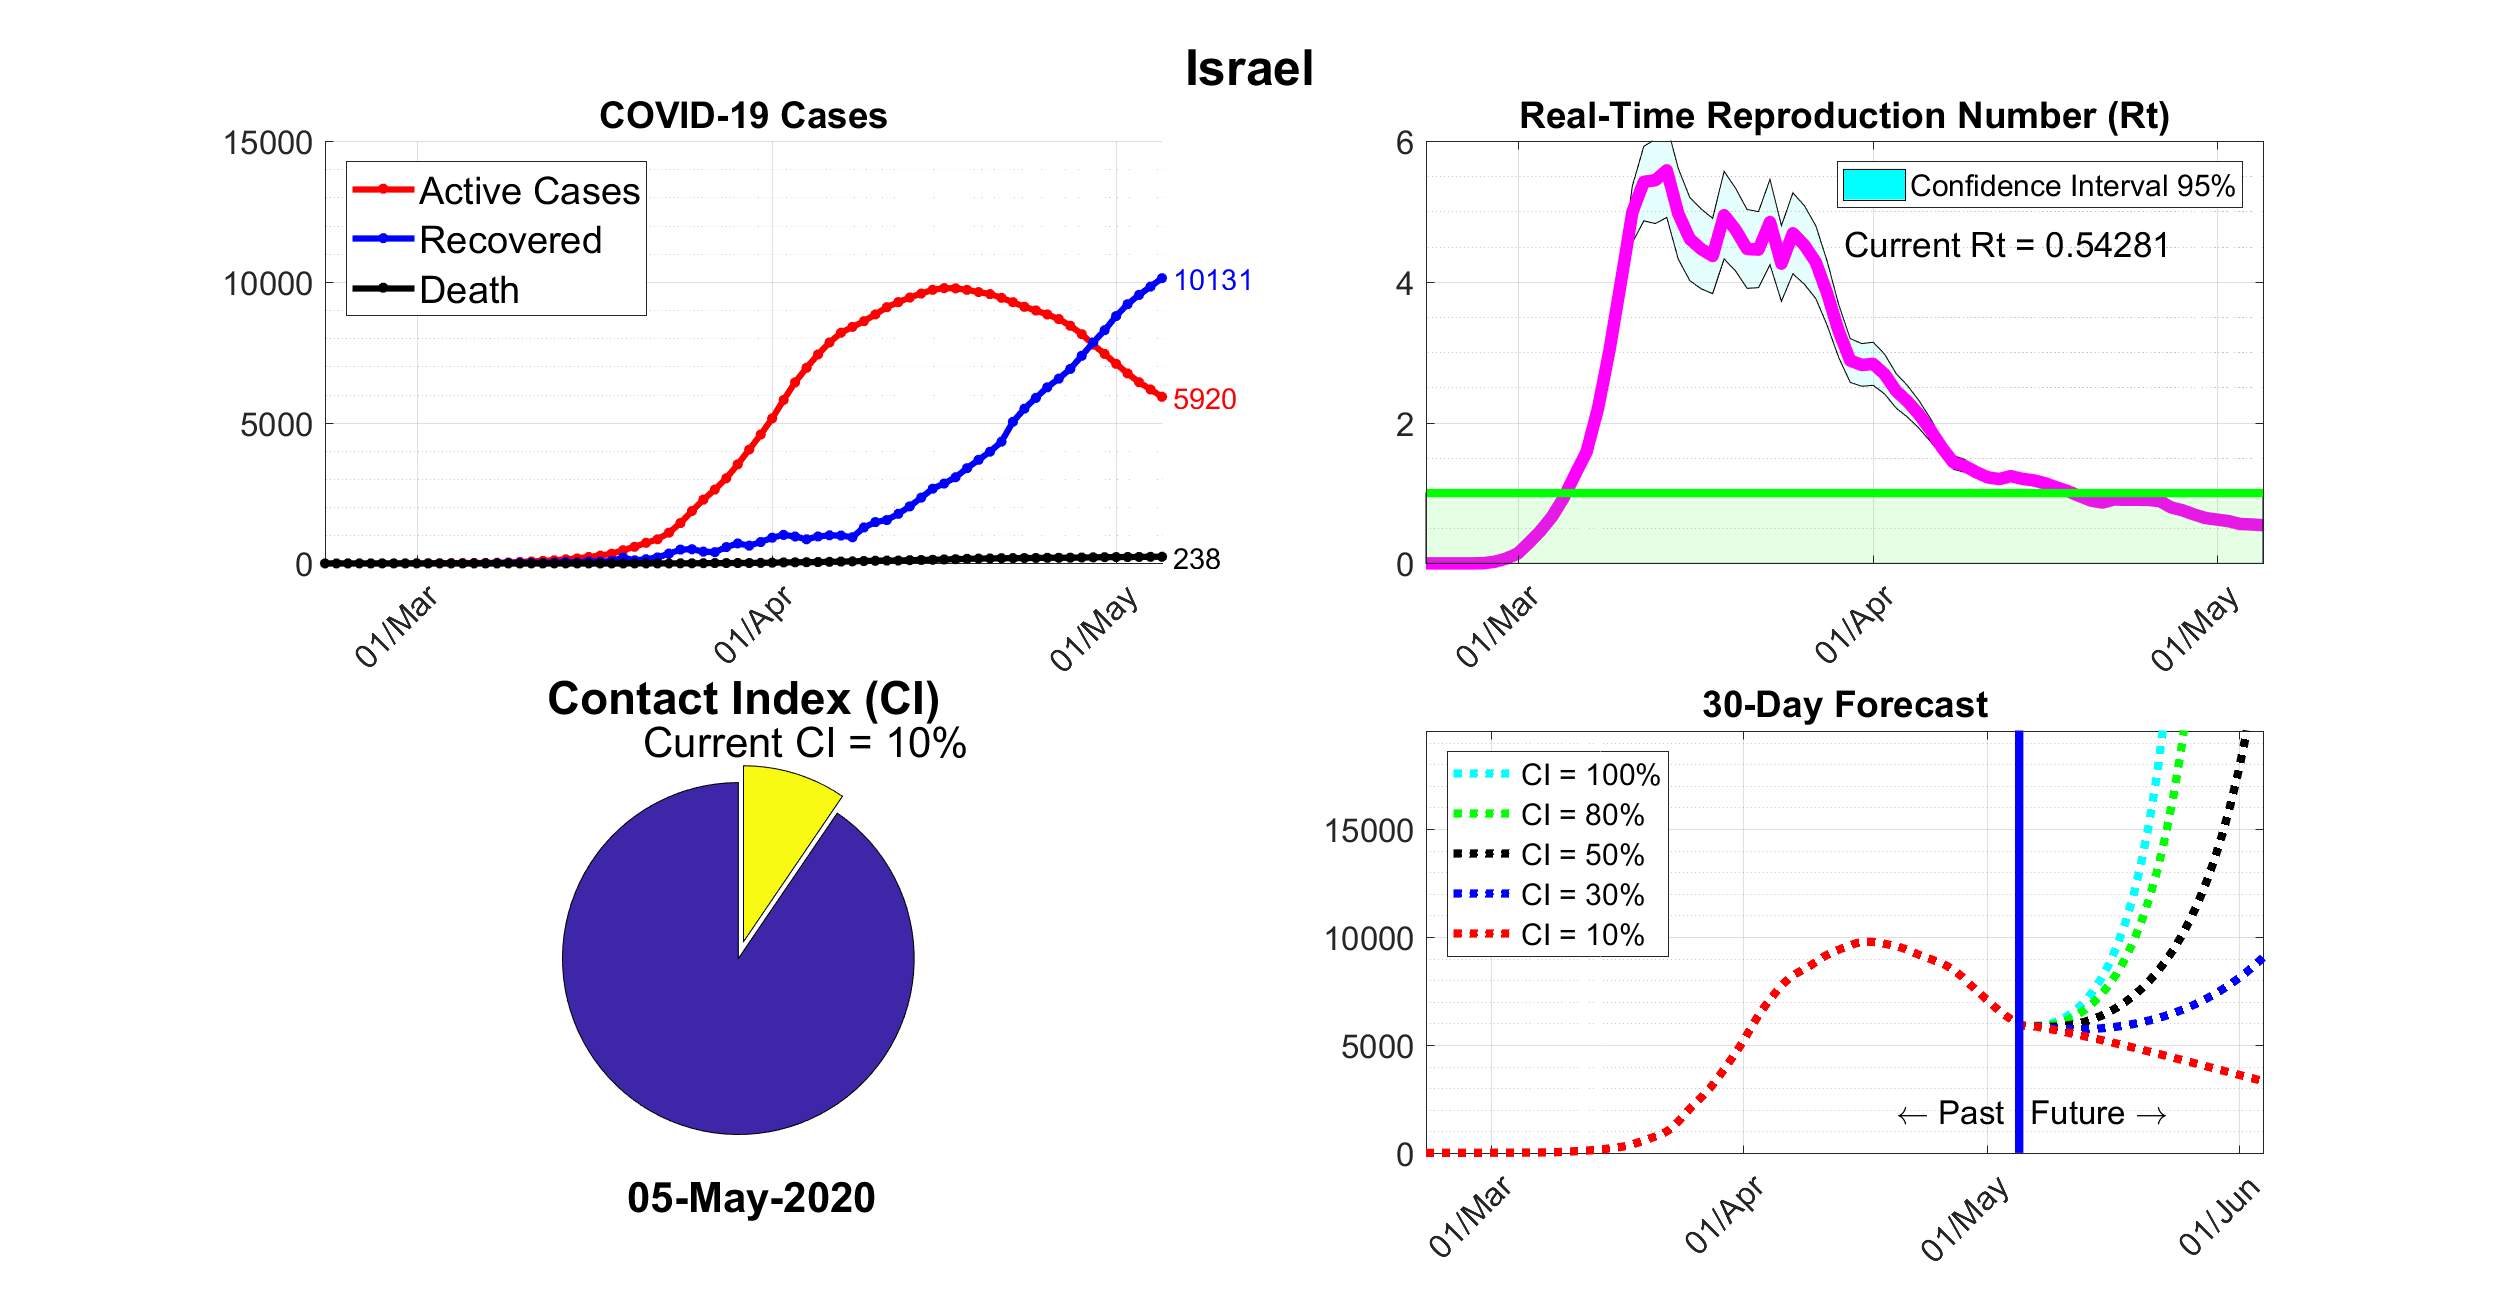 Israel
COVID-19 Cases
15000
10000
5000
0
Active Cases
Recovered
Death
10131
5920
238
01/Mar
01/Apr
01/May
Real-Time Reproduction Number (Rt)
6
4
2
0
Confidence Interval 95%
Current Rt = 0.54281
01/Mar
01/Apr
01/May
Contact Index (CI)
Current CI = 10%
05-May-2020
30-Day Forecast
15000
10000
5000
0
CI = 100%
CI = 80%
CI = 50%
CI = 30%
CI = 10%
← Past
Future →
01/Mar
01/Apr
01/May
01/Jun